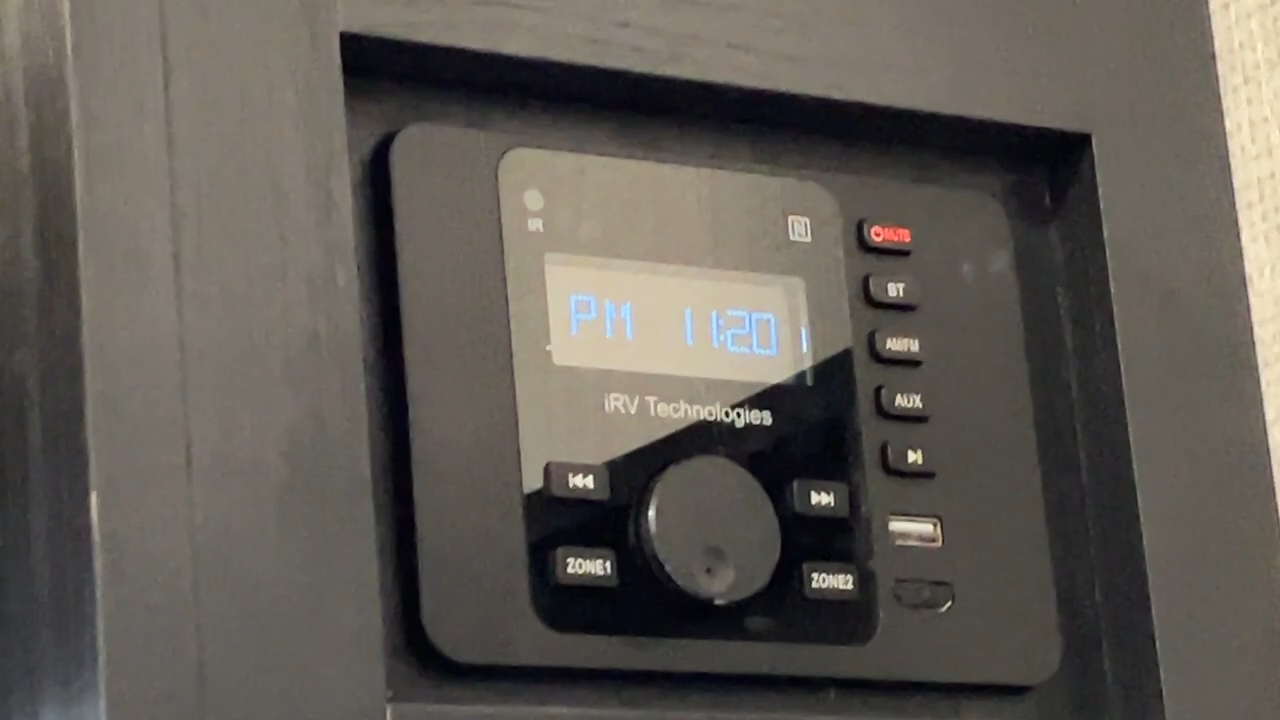 IR
MUTE
BT
PM 11:20
AM/FM
AUX
iRV Technologies
ZONE1
ZONE2